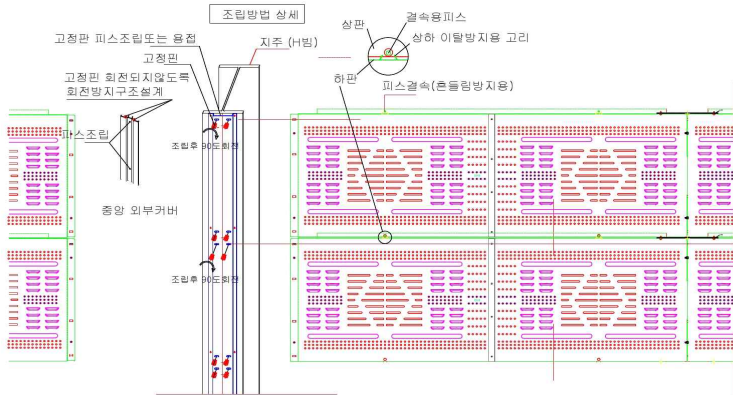 조립방법 상세
고정판 피스조립또는 용접
고정핀
지주 (H빔)
고정핀 회전되지않도록
회전방지구조설계
피스조립
조립후 90도회전
중앙 외부커버
조립후 90도회전
상판
결속용피스
상하 이탈방지용 고리
하판
피스결속(흔들림방지용)